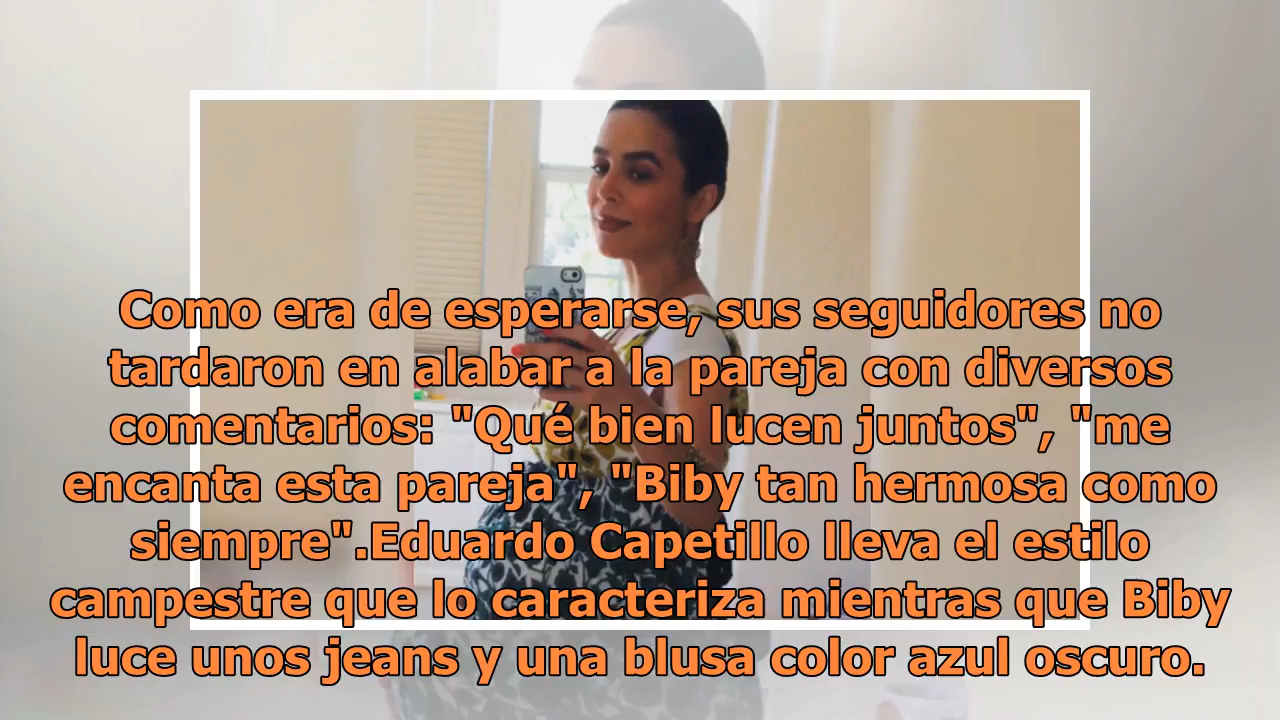 Como era de esperarse, sus seguidores no
tardaron en alabar a la pareja con diversos
comentarios: "Qué bien lucen juntos", "me
encanta esta pareja", "Biby tan hermosa como
siempre".Eduardo Capetillo lleva el estilo
campestre que lo caracteriza mientras que Biby
luce unos jeans y una blusa color azul oscuro.